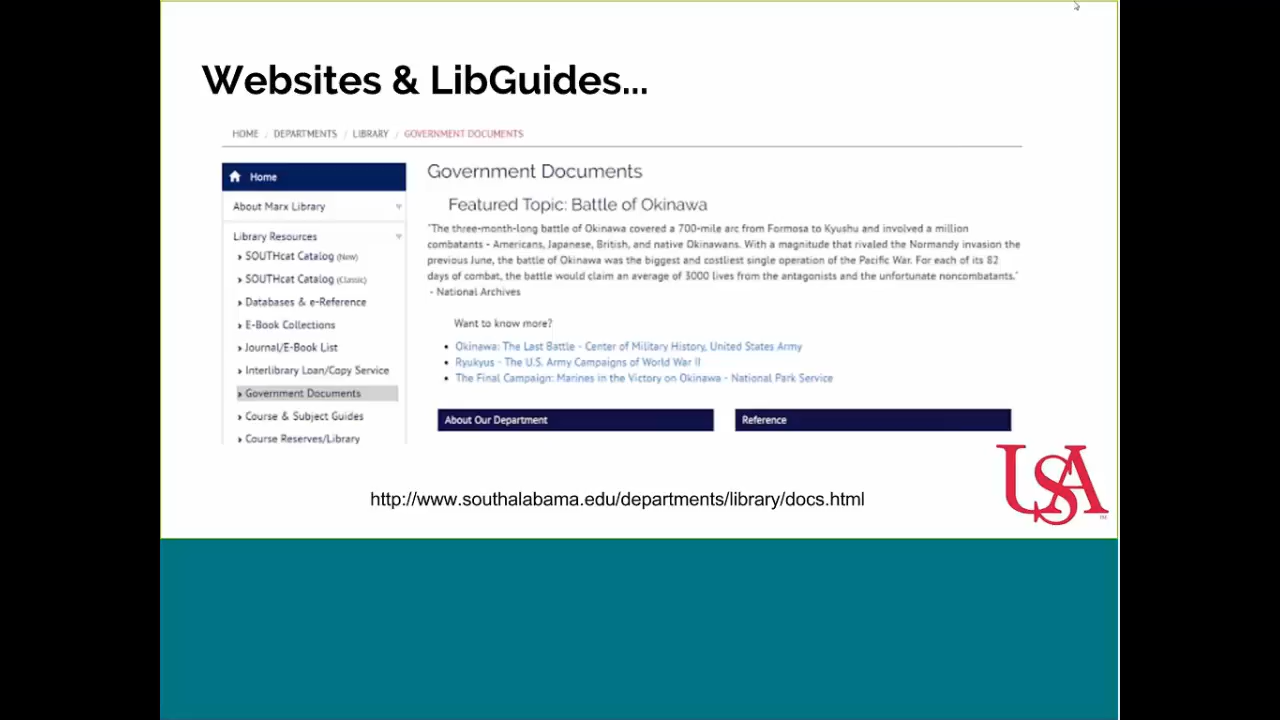 Websites & LibGuides...
HOME / DEPARTMENTS / LIBRARY / GOVERNMENT DOCUMENTS
Home
About Marx Library
Library Resources
SOUTHcat Catalog (New)
SOUTHcat Catalog (Classic)
Databases & e-Reference
E-Book Collections
Journal/E-Book List
Interlibrary Loan/Copy Service
Government Documents
Course & Subject Guides
Course Reserves/Library
Government Documents
Featured Topic: Battle of Okinawa
"The three-month-long battle of Okinawa covered a 700-mile arc from Formosa to Kyushu and involved a million
combatants - Americans, Japanese, British, and native Okinawans. With a magnitude that rivaled the Normandy invasion the
previous June, the battle of Okinawa was the biggest and costliest single operation of the Pacific War. For each of its 82
days of combat, the battle would claim an average of 3000 lives from the antagonists and the unfortunate noncombatants."
- National Archives
Want to know more?
• Okinawa: The Last Battle - Center of Military History, United States Army
• Ryukyus - The U.S. Army Campaigns of World War II
• The Final Campaign: Marines in the Victory on Okinawa - National Park Service
About Our Department
Reference
http://www.southalabama.edu/departments/library/docs.html
USA